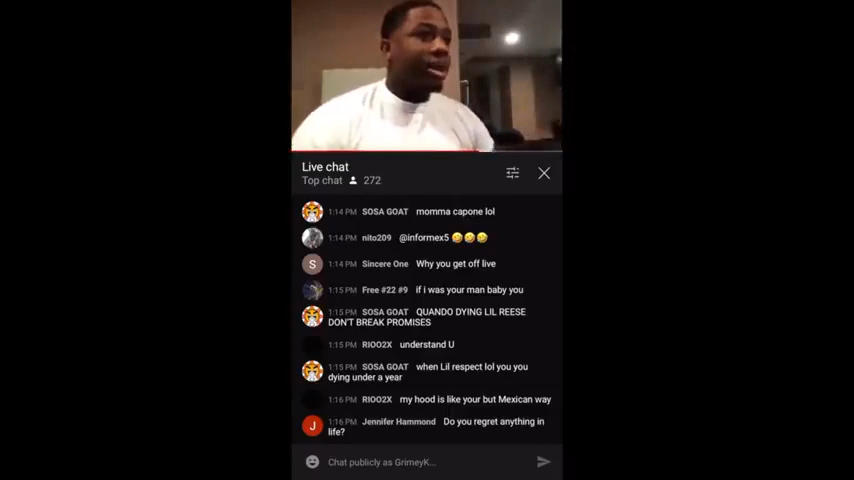 Live chat
Top chat 272
1:14 PM SOSA GOAT momma capone lol
1:14 PM nito209 @informex5 🤣🤣🤣
S 1:14 PM Sincere One Why you get off live
1:15 PM Free #22 #9 if i was your man baby you
1:15 PM SOSA GOAT QUANDO DYING LIL REESE
DON'T BREAK PROMISES
1:15 PM RIOO2X understand U
1:15 PM SOSA GOAT when Lil respect lol you you
dying under a year
1:16 PM RIOO2X my hood is like your but Mexican way
J 1:16 PM Jennifer Hammond Do you regret anything in
life?
Chat publicly as GrimeyK...